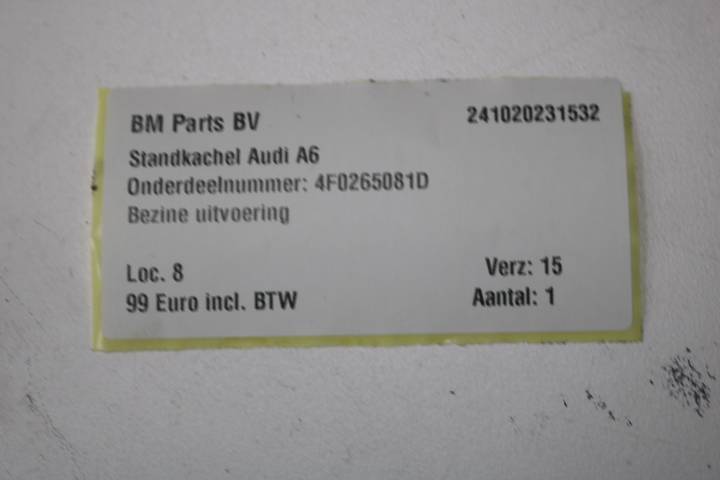 BM Parts BV 241020231532
Standkachel Audi A6
Onderdeelnummer: 4F0265081D
Bezine uitvoering
Loc. 8 Verz: 15
99 Euro incl. BTW Aantal: 1